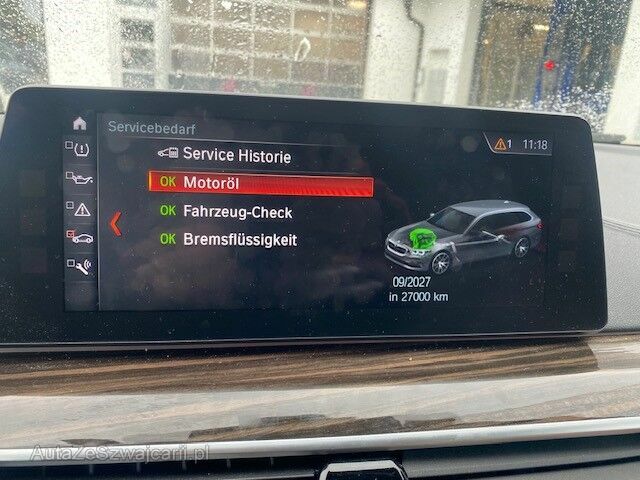 Servicebedarf
1 11:18
Service Historie
OK Motoröl
OK Fahrzeug-Check
OK Bremsflüssigkeit
09/2027
in 27000 km
AutaZeSzwajcarii.pl